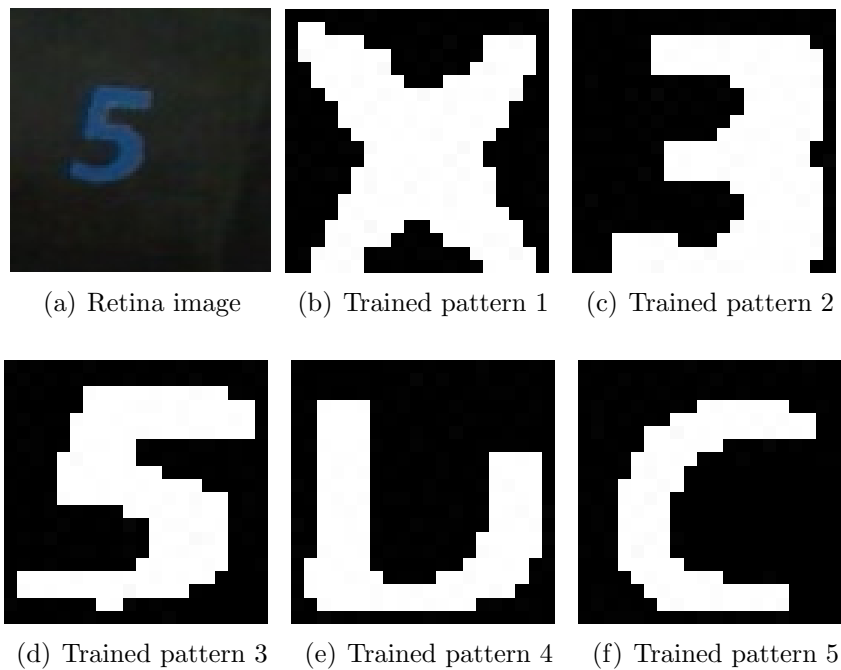 5 X 3
(a) Retina image (b) Trained pattern 1 (c) Trained pattern 2
5 U C
(d) Trained pattern 3 (e) Trained pattern 4 (f) Trained pattern 5